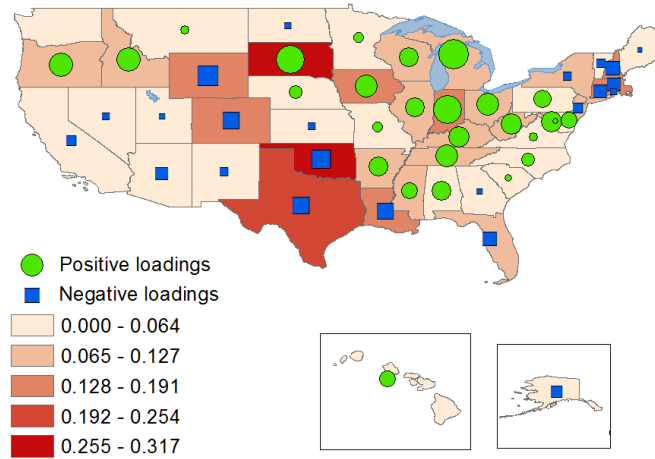 Positive loadings
Negative loadings
0.000 - 0.064
0.065 - 0.127
0.128 - 0.191
0.192 - 0.254
0.255 - 0.317